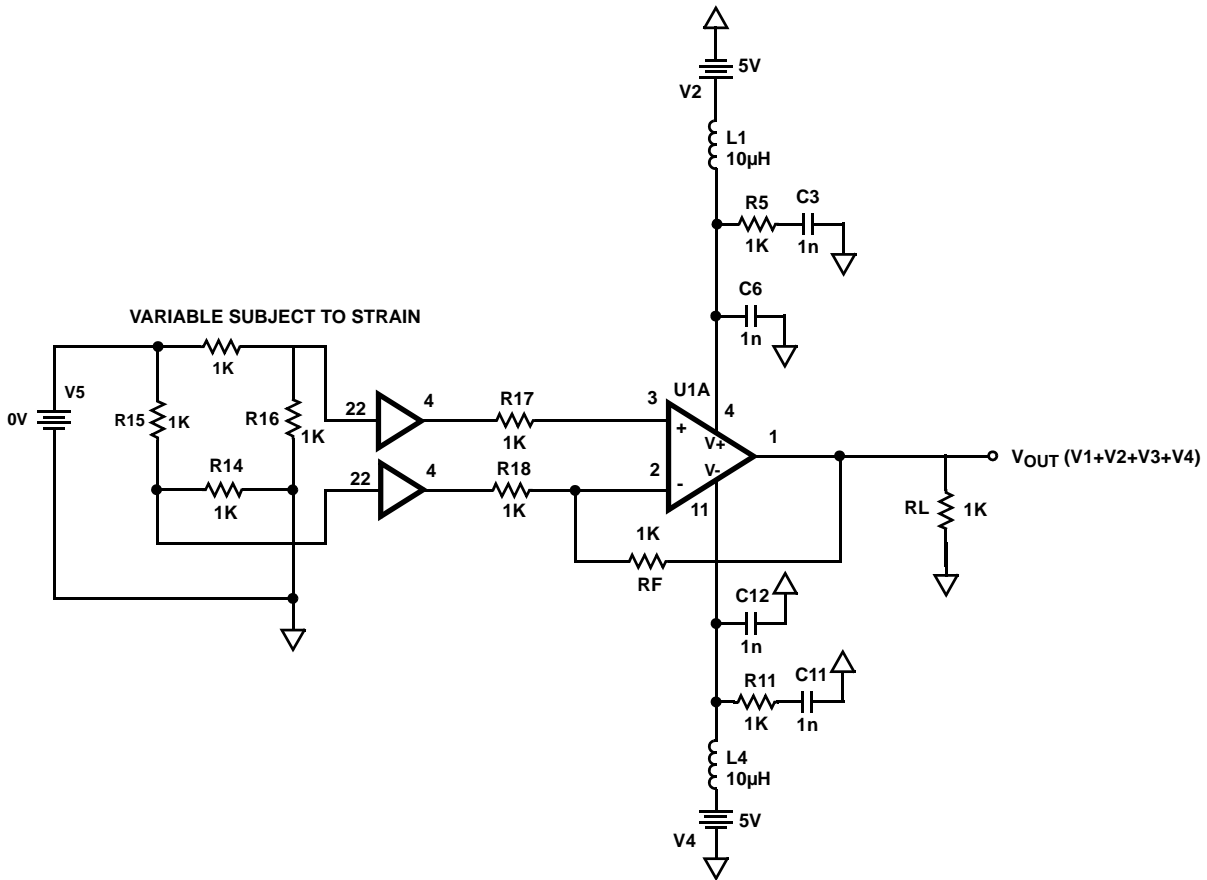 5V
V2
L1
10µH
R5
C3
1K
1n
C6
1n
VARIABLE SUBJECT TO STRAIN
1K
V5
0V
R15
1K
R16
1K
R14
1K
22
4
R17
1K
22
4
R18
1K
U1A
3
+
4
V+
1
2
-
V-
11
VOUT (V1+V2+V3+V4)
RL
1K
1K
RF
C12
1n
R11
C11
1K
1n
L4
10µH
5V
V4